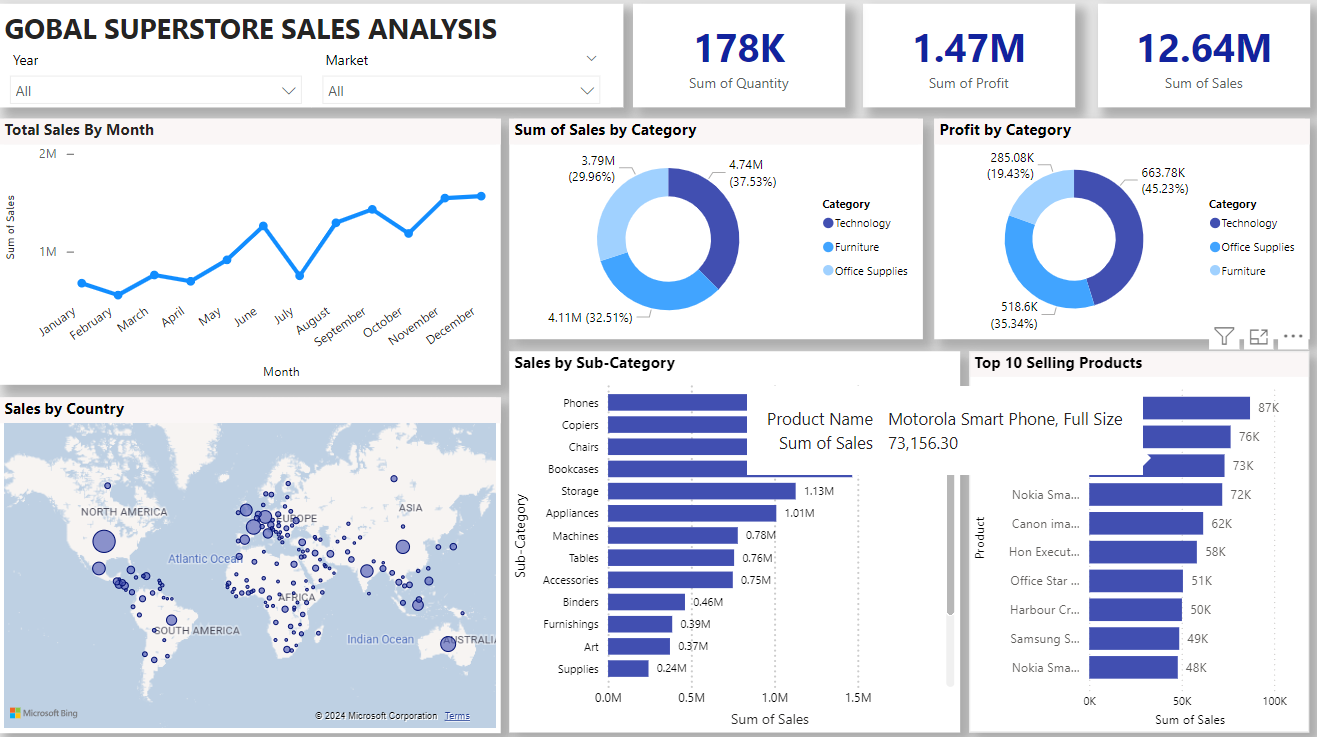 GOBAL SUPERSTORE SALES ANALYSIS
Year
Market
All
All
178K
Sum of Quantity
1.47M
Sum of Profit
12.64M
Sum of Sales
Total Sales By Month
2M
1M
Sum of Sales
January
February
March
April
May
June
July
August
September
October
November
December
Month
Sum of Sales by Category
3.79M
(29.96%)
4.74M
(37.53%)
4.11M (32.51%)
Category
Technology
Furniture
Office Supplies
Profit by Category
285.08K
(19.43%)
663.78K
(45.23%)
518.6K
(35.34%)
Category
Technology
Office Supplies
Furniture
Sales by Country
NORTH AMERICA
EUROPE
ASIA
Atlantic Ocean
AFRICA
SOUTH AMERICA
Indian Ocean
AUSTRALIA
Microsoft Bing
© 2024 Microsoft Corporation Terms
Sales by Sub-Category
Sub-Category
Phones
Copiers
Chairs
Bookcases
Storage 1.13M
Appliances 1.01M
Machines 0.78M
Tables 0.76M
Accessories 0.75M
Binders 0.46M
Furnishings 0.39M
Art 0.37M
Supplies 0.24M
0.0M 0.5M 1.0M 1.5M
Sum of Sales
Product Name Motorola Smart Phone, Full Size
Sum of Sales 73,156.30
Top 10 Selling Products
Product
87K
76K
73K
Nokia Sma... 72K
Canon ima... 62K
Hon Execut... 58K
Office Star ... 51K
Harbour Cr... 50K
Samsung S... 49K
Nokia Sma... 48K
0K 50K 100K
Sum of Sales